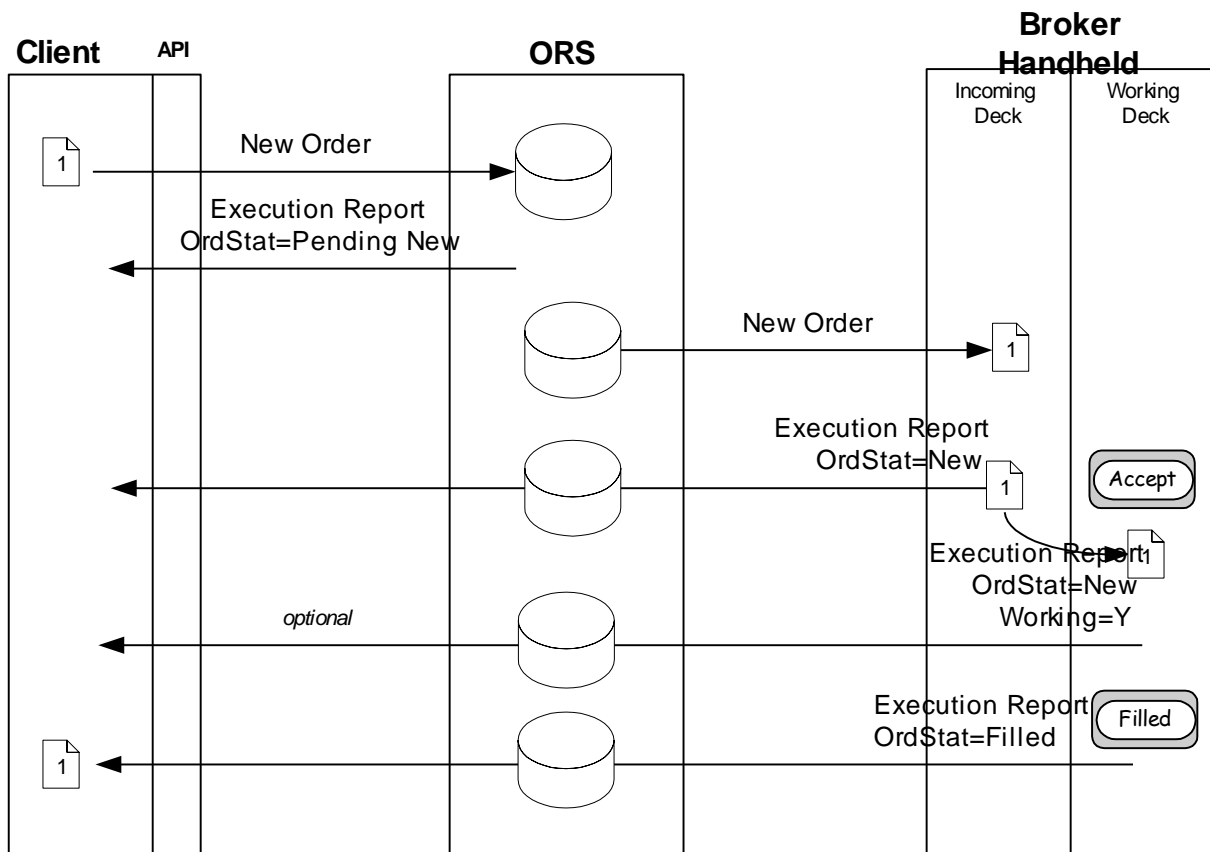 Client
API
ORS
Broker
Handheld
Incoming
Deck
Working
Deck
1
New Order
Execution Report
OrdStat=Pending New
New Order
1
Execution Report
OrdStat=New
1
Accept
Execution Report
OrdStat=New
Working=Y
1
optional
Execution Report
OrdStat=Filled
Filled
1